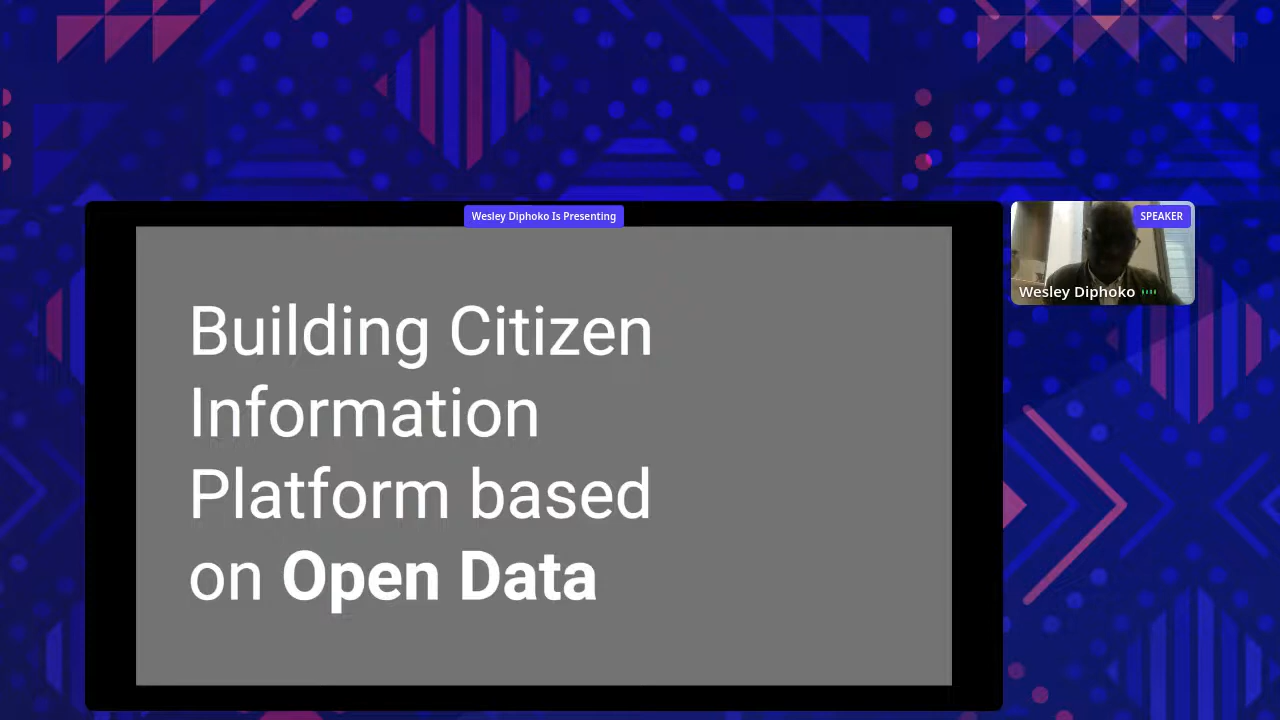 Wesley Diphoko Is Presenting
SPEAKER
Wesley Diphoko
Building Citizen
Information
Platform based
on Open Data